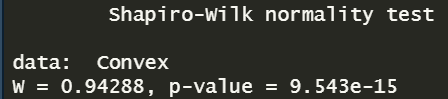 Shapiro-Wilk normality test
data:  Convex
W = 0.94288, p-value = 9.543e-15